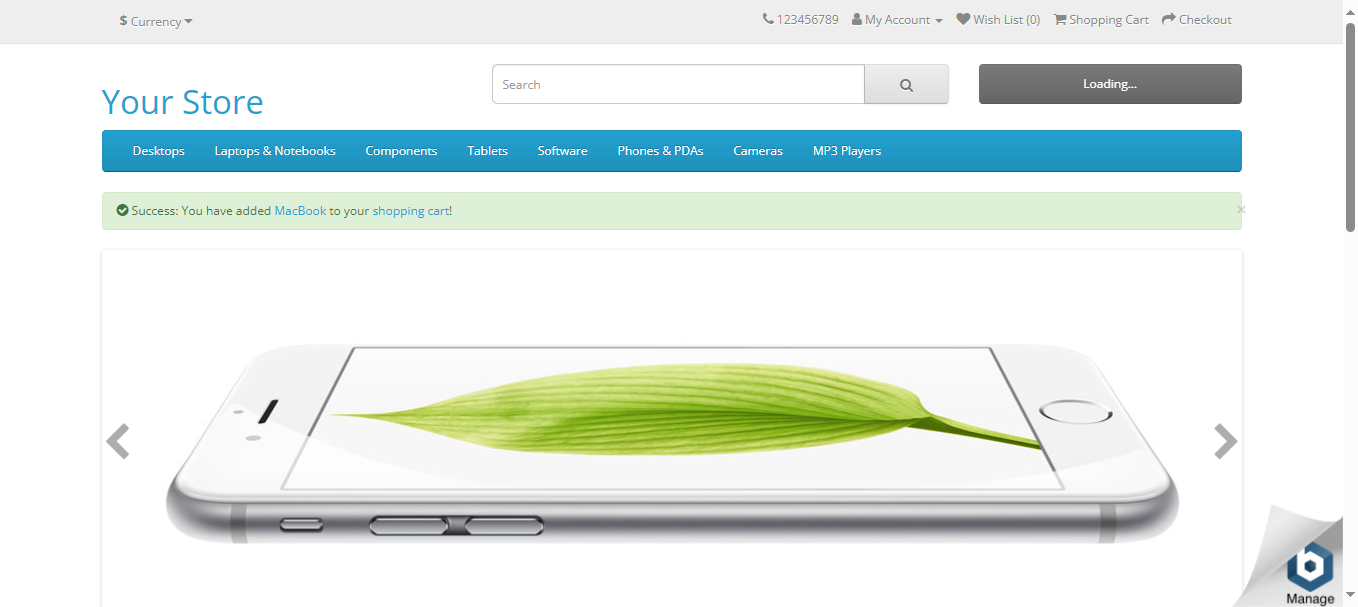 $ Currency
123456789 My Account Wish List (0) Shopping Cart Checkout
Your Store
Search
Loading...
Desktops Laptops & Notebooks Components Tablets Software Phones & PDAs Cameras MP3 Players
Success: You have added MacBook to your shopping cart!
×
b
Manage